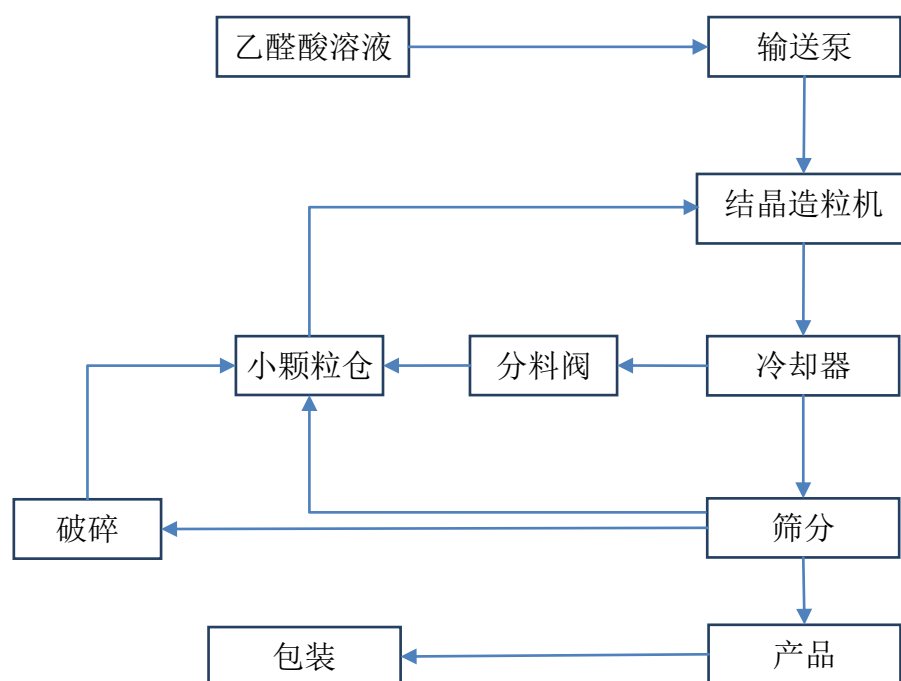 乙醛酸溶液
输送泵
结晶造粒机
小颗粒仓
分料阀
冷却器
破碎
筛分
包装
产品